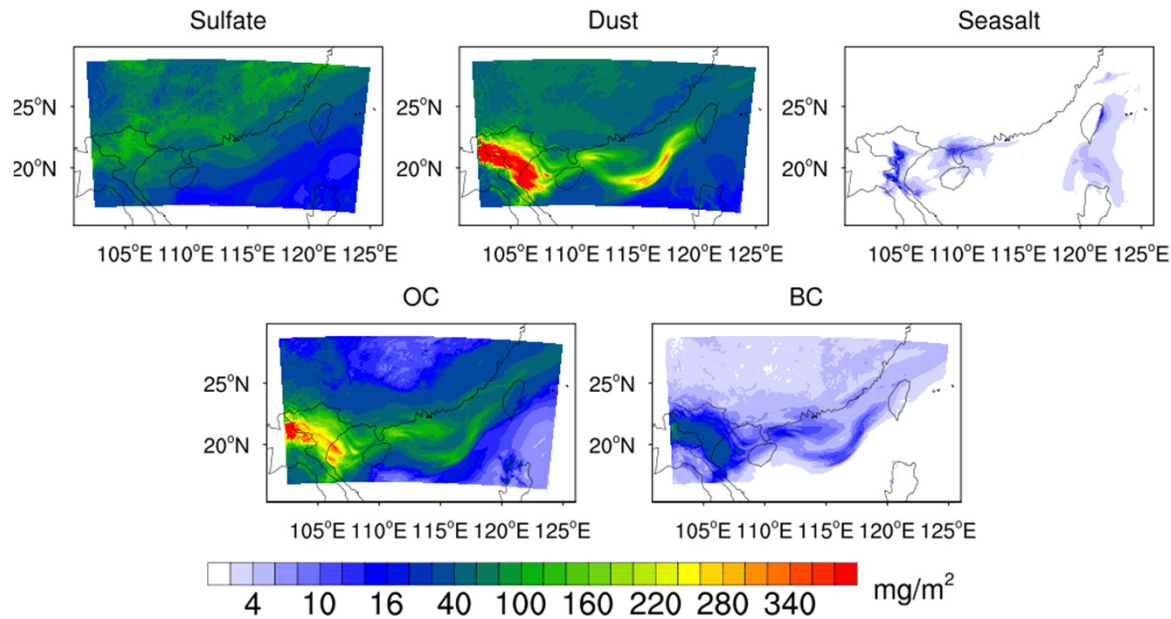 Sulfate Dust Seasalt
25°N 25°N 25°N
20°N 20°N 20°N
105°E 110°E 115°E 120°E 125°E 105°E 110°E 115°E 120°E 125°E 105°E 110°E 115°E 120°E 125°E
OC BC
25°N 25°N
20°N 20°N
105°E 110°E 115°E 120°E 125°E 105°E 110°E 115°E 120°E 125°E
4 10 16 40 100 160 220 280 340 mg/m²